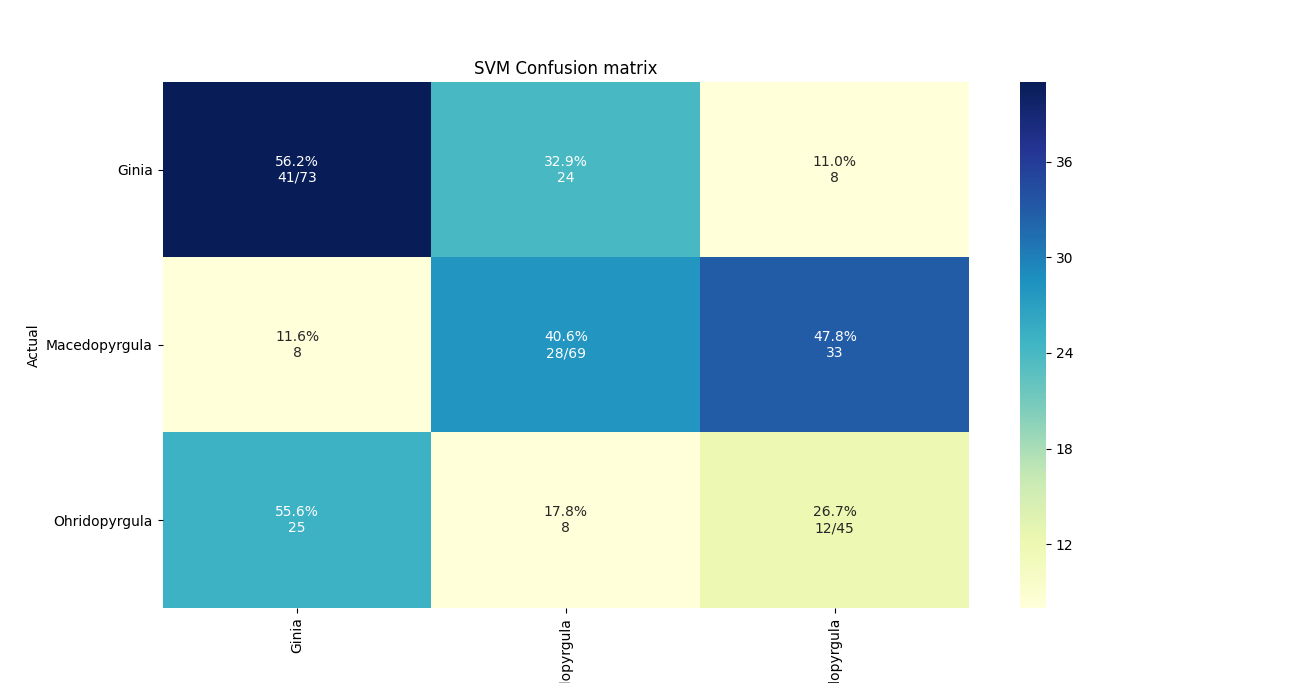 SVM Confusion matrix
Actual
Ginia
56.2%
41/73
32.9%
24
11.0%
8
Macedopyrgula
11.6%
8
40.6%
28/69
47.8%
33
Ohridopyrgula
55.6%
25
17.8%
8
26.7%
12/45
Ginia
dopyrgula
dopyrgula
36
30
24
18
12